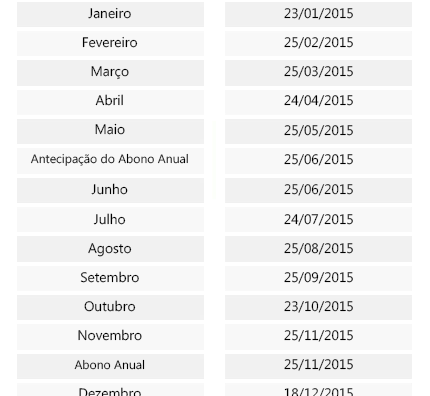 Janeiro 23/01/2015
Fevereiro 25/02/2015
Março 25/03/2015
Abril 24/04/2015
Maio 25/05/2015
Antecipação do Abono Anual 25/06/2015
Junho 25/06/2015
Julho 24/07/2015
Agosto 25/08/2015
Setembro 25/09/2015
Outubro 23/10/2015
Novembro 25/11/2015
Abono Anual 25/11/2015
Dezembro 18/12/2015